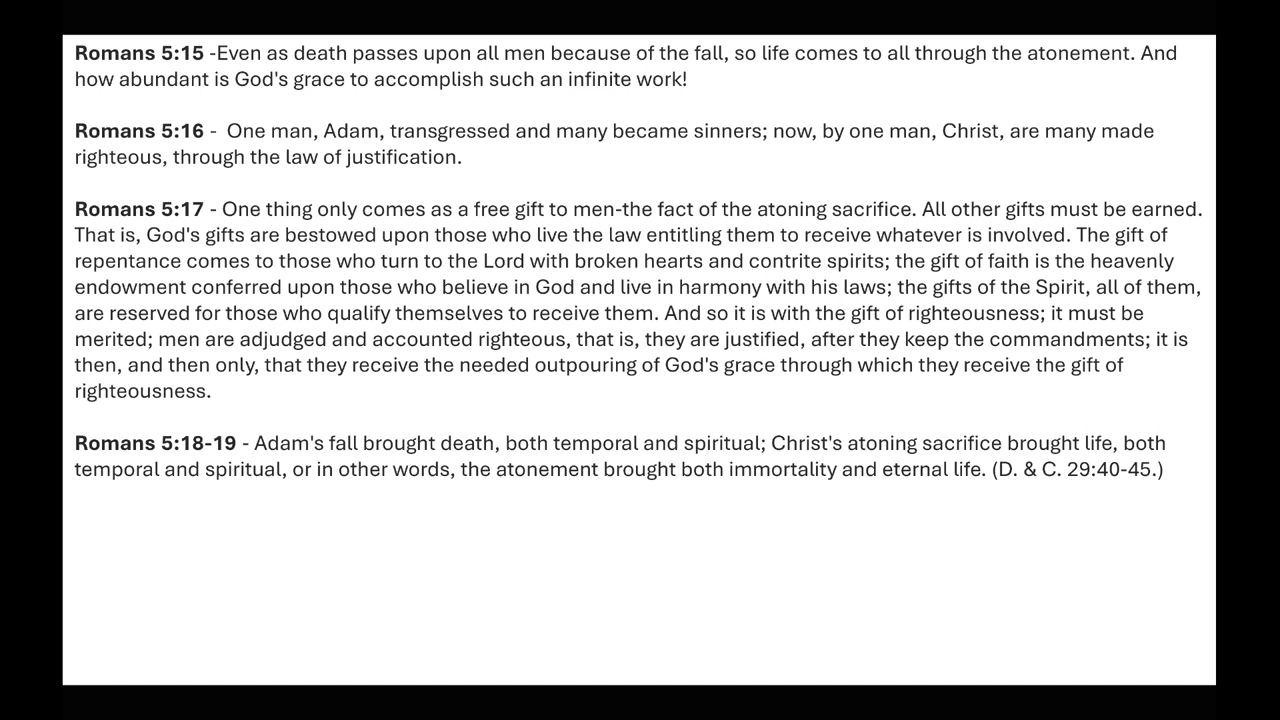 Romans 5:15 -Even as death passes upon all men because of the fall, so life comes to all through the atonement. And
how abundant is God's grace to accomplish such an infinite work!
Romans 5:16 -  One man, Adam, transgressed and many became sinners; now, by one man, Christ, are many made
righteous, through the law of justification.
Romans 5:17 - One thing only comes as a free gift to men-the fact of the atoning sacrifice. All other gifts must be earned.
That is, God's gifts are bestowed upon those who live the law entitling them to receive whatever is involved. The gift of
repentance comes to those who turn to the Lord with broken hearts and contrite spirits; the gift of faith is the heavenly
endowment conferred upon those who believe in God and live in harmony with his laws; the gifts of the Spirit, all of them,
are reserved for those who qualify themselves to receive them. And so it is with the gift of righteousness; it must be
merited; men are adjudged and accounted righteous, that is, they are justified, after they keep the commandments; it is
then, and then only, that they receive the needed outpouring of God's grace through which they receive the gift of
righteousness.
Romans 5:18-19 - Adam's fall brought death, both temporal and spiritual; Christ's atoning sacrifice brought life, both
temporal and spiritual, or in other words, the atonement brought both immortality and eternal life. (D. & C. 29:40-45.)